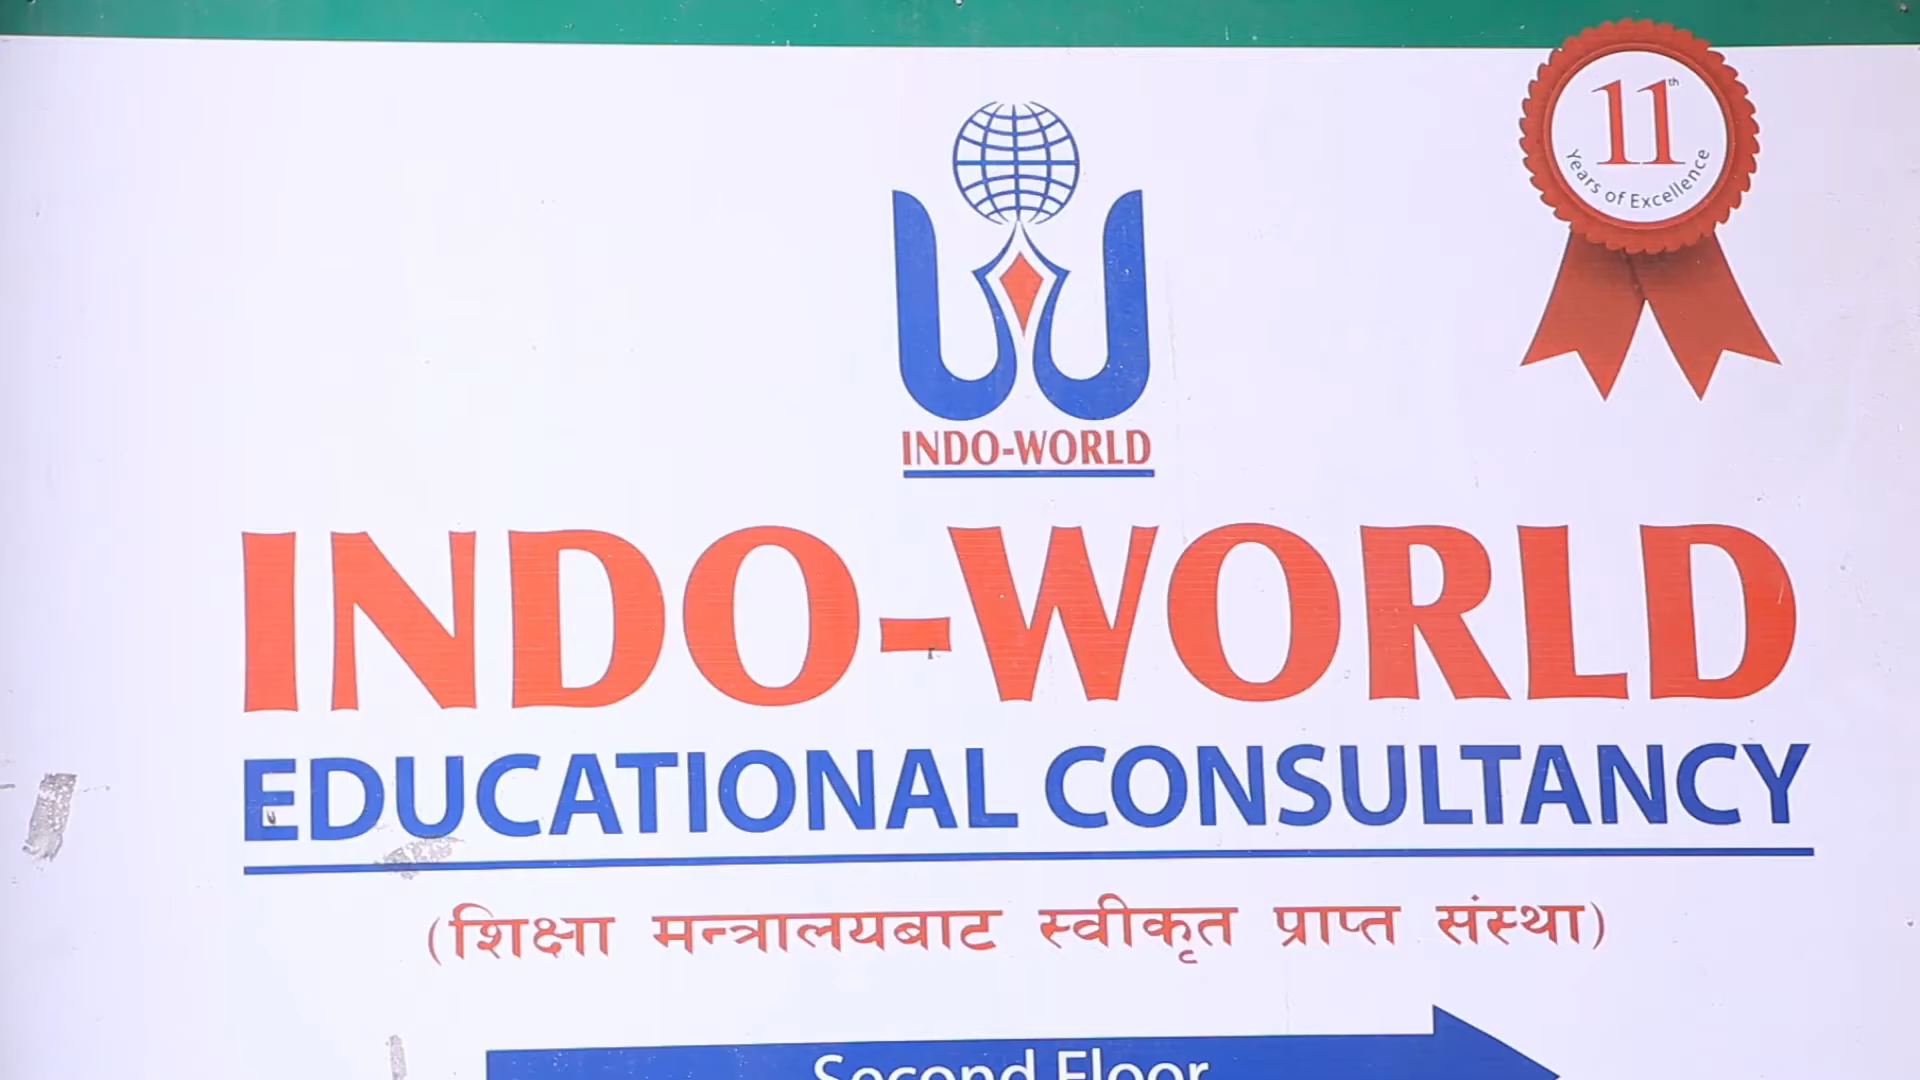 11th
Years of Excellence
INDO-WORLD
INDO-WORLD
EDUCATIONAL CONSULTANCY
(शिक्षा मन्त्रालयबाट स्वीकृत प्राप्त संस्था)
Second Floor